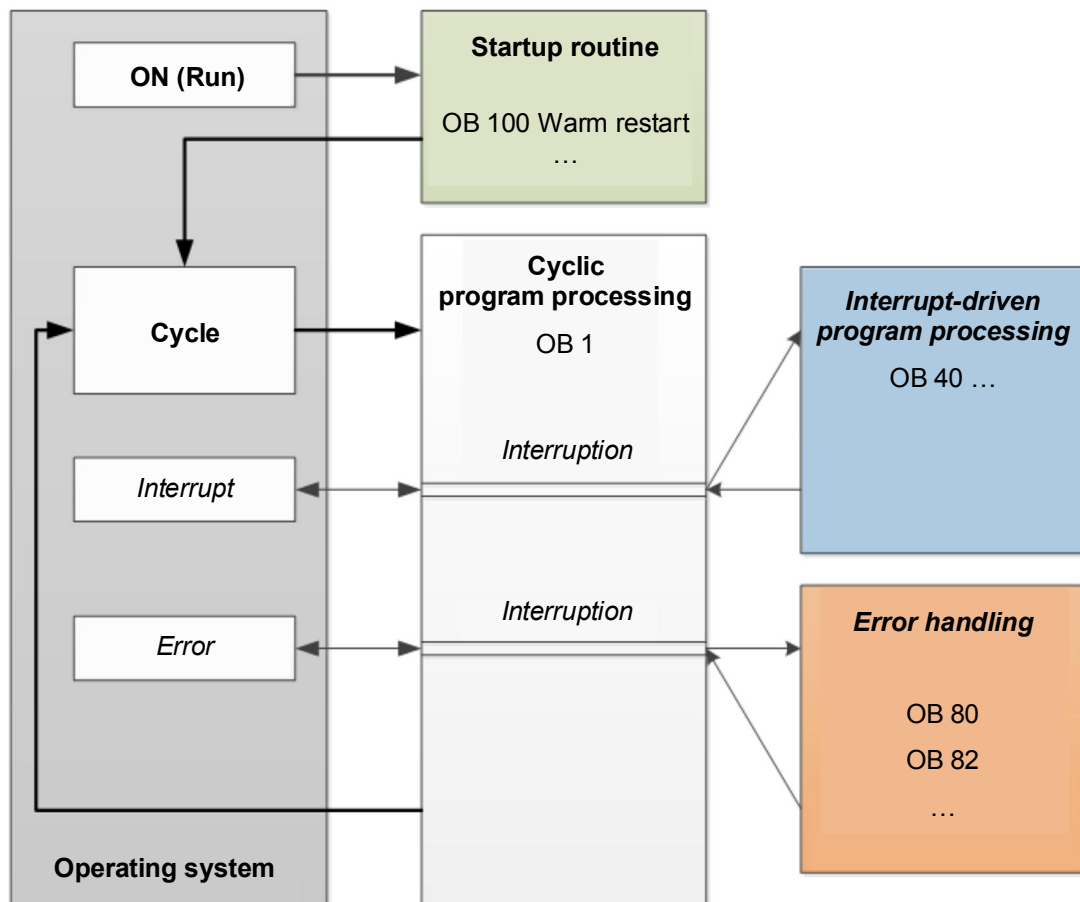 ON (Run)
Startup routine
OB 100 Warm restart
…
Cycle
Cyclic
program processing
OB 1
Interrupt-driven
program processing
OB 40 …
Interruption
Interrupt
Interruption
Error
Error handling
OB 80
OB 82
…
Operating system